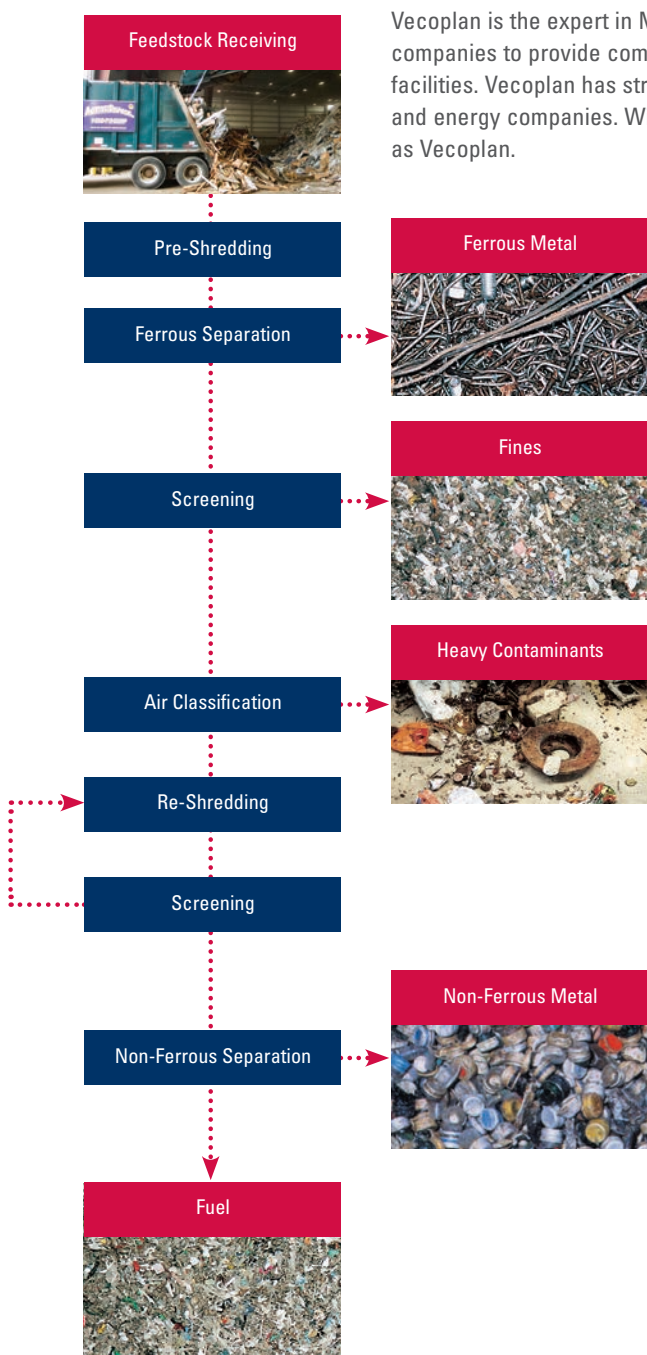 Feedstock Receiving
Vecoplan is the expert in
companies to provide
facilities. Vecoplan has
and energy companies.
as Vecoplan.
Pre-Shredding
Ferrous Metal
Ferrous Separation
Fines
Screening
Heavy Contaminants
Air Classification
Re-Shredding
Screening
Non-Ferrous Metal
Non-Ferrous Separation
Fuel